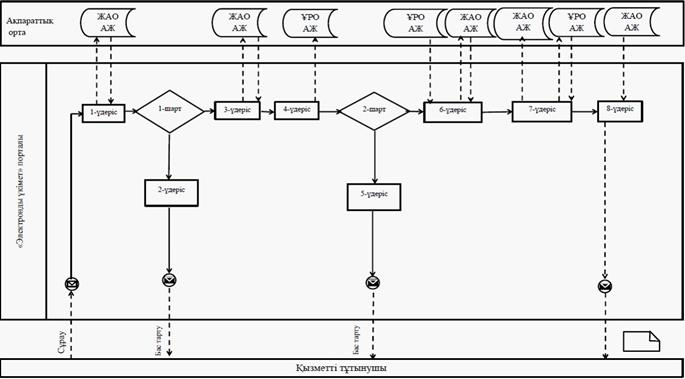 Ақпараттық
орта
ЖАО
АЖ
ЖАО
АЖ
ҰРО
АЖ
ҰРО
АЖ
ЖАО
АЖ
ЖАО
АЖ
ҰРО
АЖ
ЖАО
АЖ
«Электронды үкімет» порталы
1-үдеріс
1-шарт
3-үдеріс
4-үдеріс
2-шарт
6-үдеріс
7-үдеріс
8-үдеріс
2-үдеріс
5-үдеріс
Сұрау
Бас тарту
Бас тарту
Қызметті тұтынушы